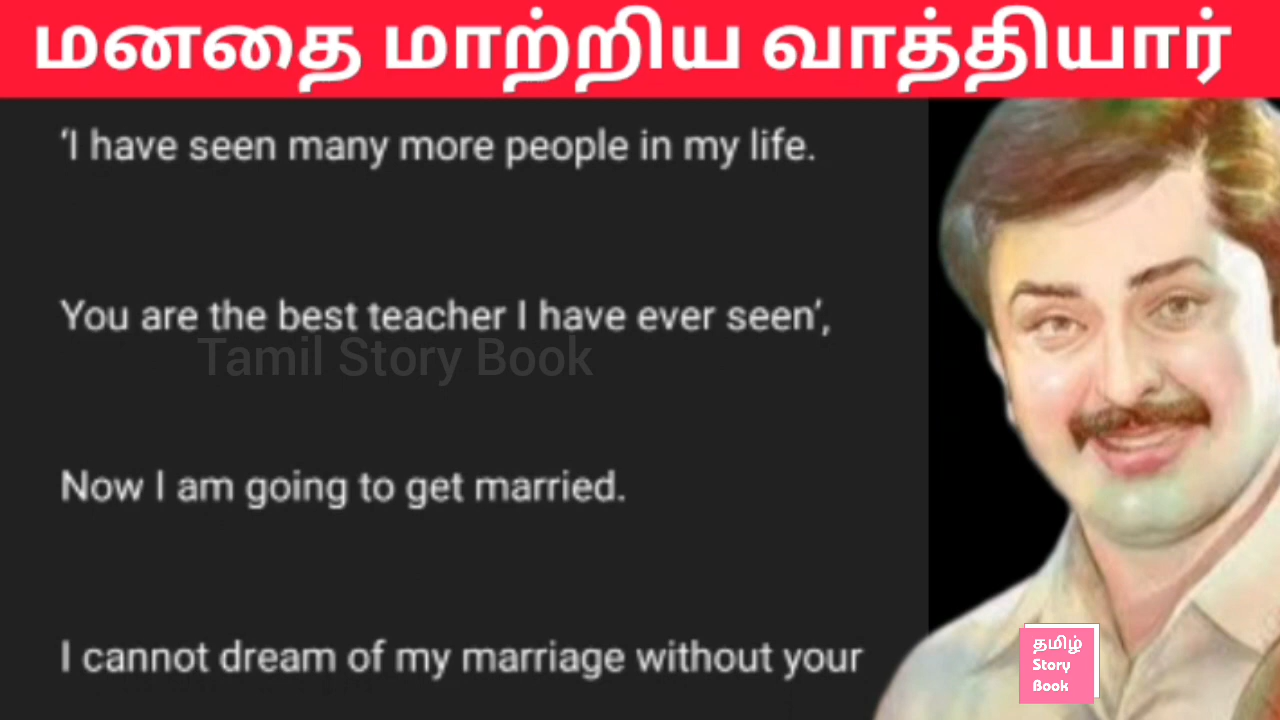 மனதை மாற்றிய வாத்தியார்
‘I have seen many more people in my life.
You are the best teacher I have ever seen’,
Tamil Story Book
Now I am going to get married.
I cannot dream of my marriage without your
தமிழ்
Story
Book